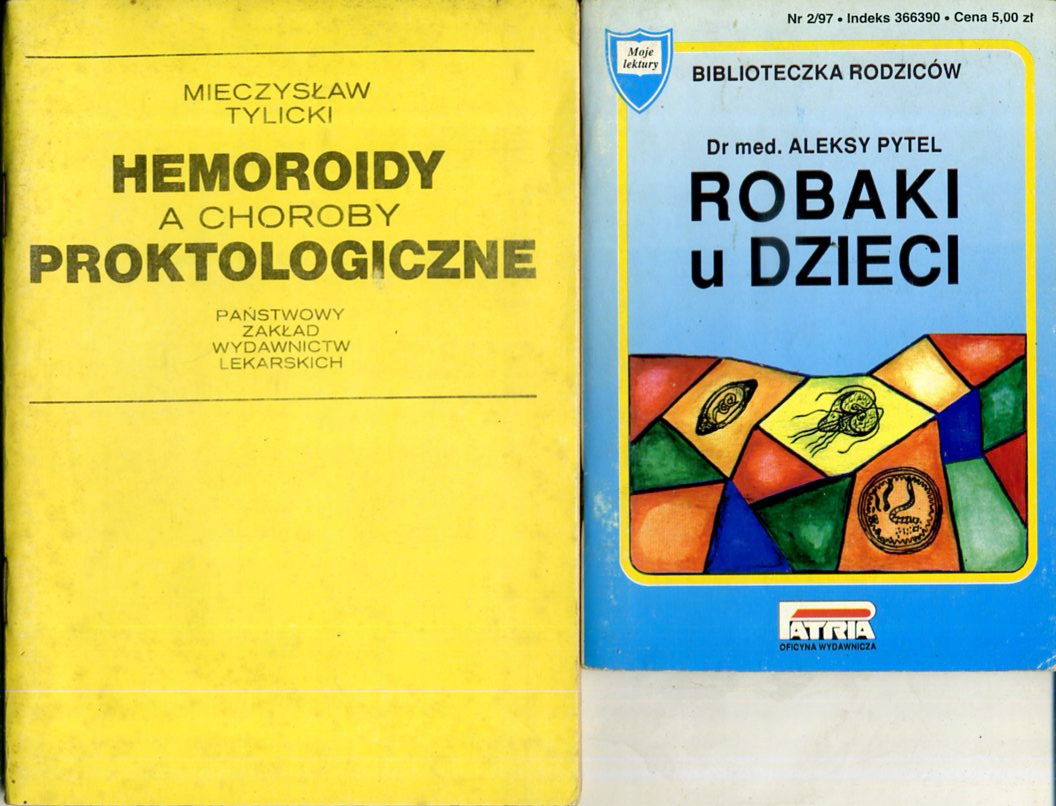 MIECZYSŁAW
TYLICKI
HEMOROIDY
A CHOROBY
PROKTOLOGICZNE
PAŃSTWOWY
ZAKŁAD
WYDAWNICTW
LEKARSKICH
Nr 2/97 • Indeks 366390 • Cena 5,00 zł
Moje
lektury
BIBLIOTECZKA RODZICÓW
Dr med. ALEKSY PYTEL
ROBAKI
u DZIECI
PATRIA
OFICYNA WYDAWNICZA